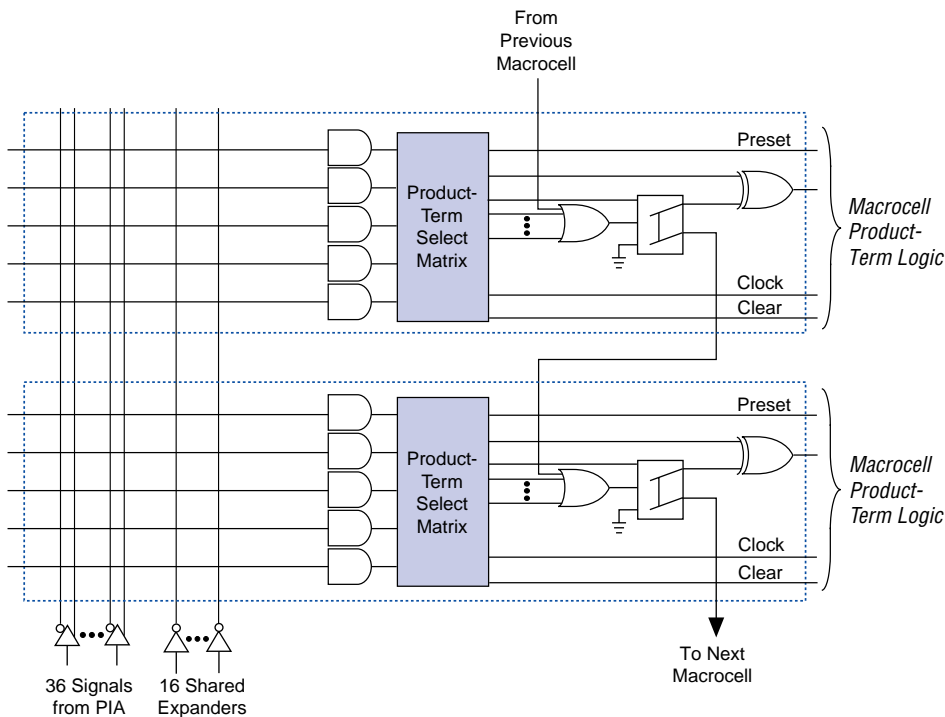 From
Previous
Macrocell
Preset
Product-
Term
Select
Matrix
Macrocell
Product-
Term Logic
Clock
Clear
Preset
Product-
Term
Select
Matrix
Macrocell
Product-
Term Logic
Clock
Clear
To Next
Macrocell
36 Signals
from PIA
16 Shared
Expanders